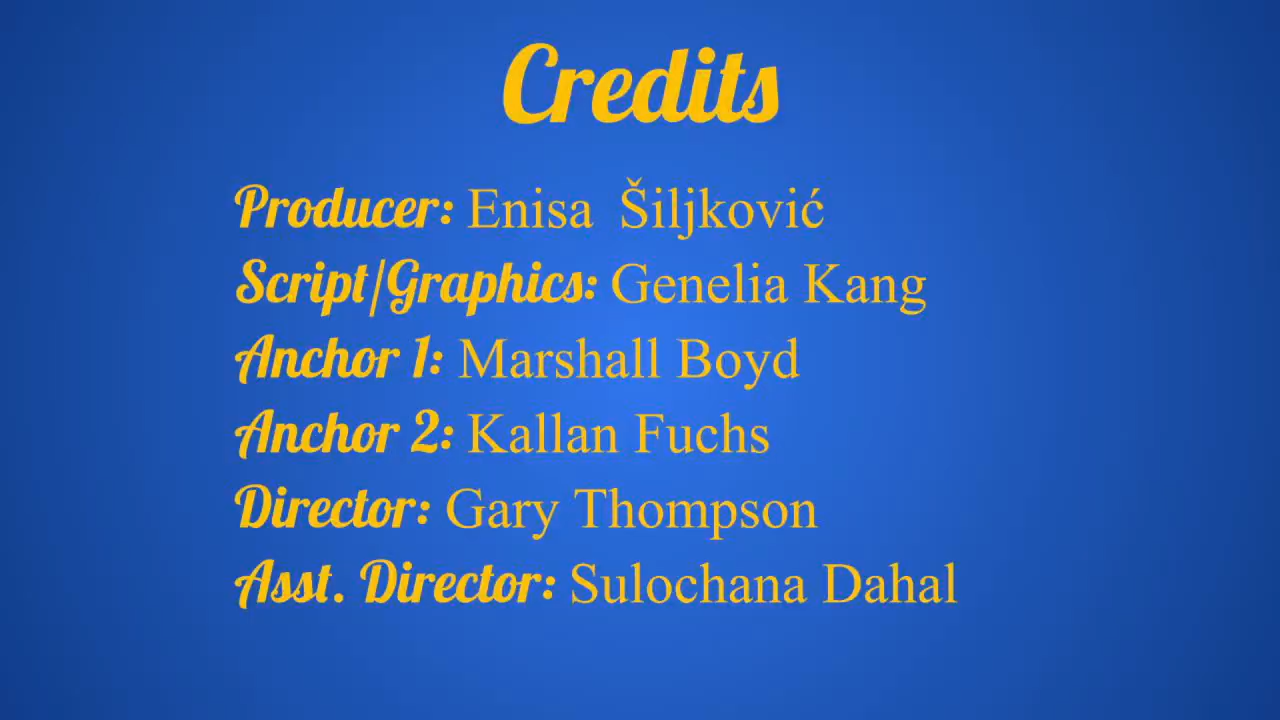 Credits
Producer: Enisa Šiljković
Script/Graphics: Genelia Kang
Anchor 1: Marshall Boyd
Anchor 2: Kallan Fuchs
Director: Gary Thompson
Asst. Director: Sulochana Dahal